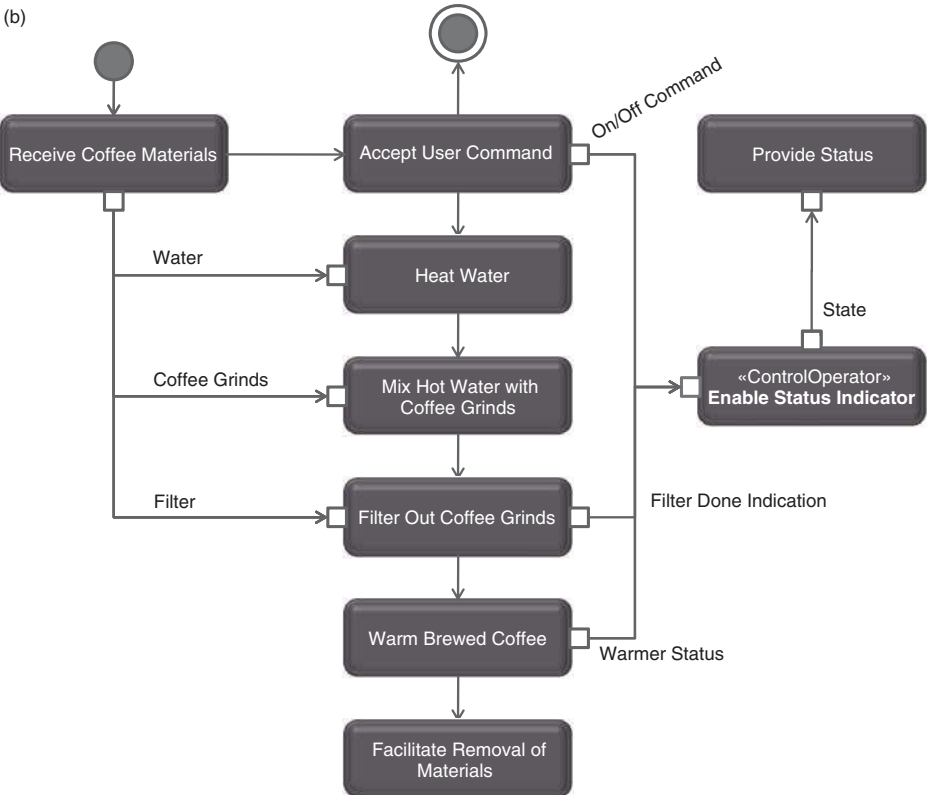 (b)
On/Off Command
Receive Coffee Materials
Accept User Command
Provide Status
Water
Heat Water
State
Coffee Grinds
Mix Hot Water with
Coffee Grinds
«ControlOperator»
Enable Status Indicator
Filter
Filter Out Coffee Grinds
Filter Done Indication
Warm Brewed Coffee
Warmer Status
Facilitate Removal of
Materials